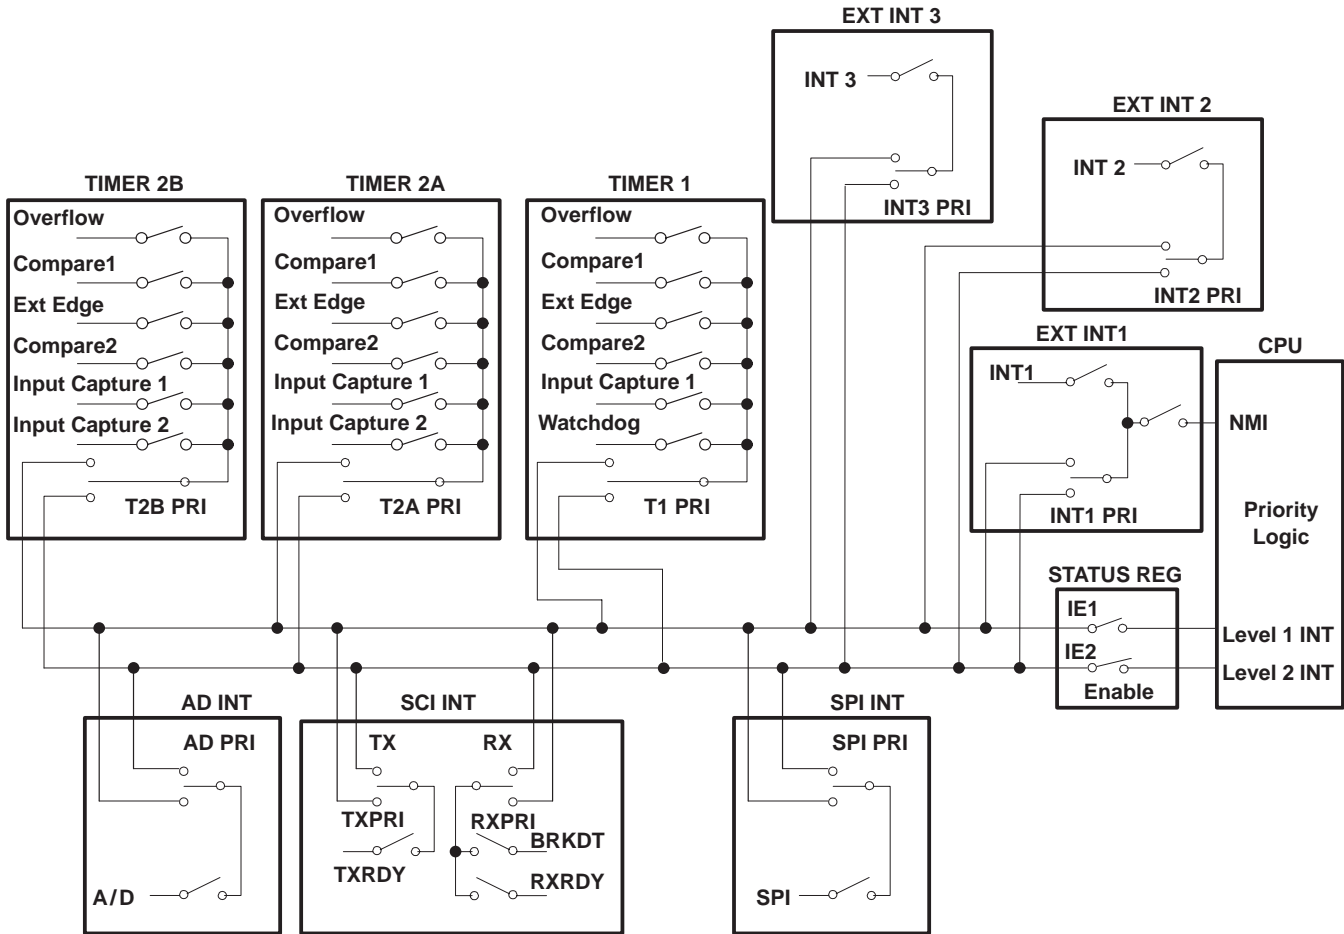 EXT INT 3
INT 3
INT3 PRI
EXT INT 2
INT 2
INT2 PRI
TIMER 2B
Overflow
Compare1
Ext Edge
Compare2
Input Capture 1
Input Capture 2
T2B PRI
TIMER 2A
Overflow
Compare1
Ext Edge
Compare2
Input Capture 1
Input Capture 2
T2A PRI
TIMER 1
Overflow
Compare1
Ext Edge
Compare2
Input Capture 1
Watchdog
T1 PRI
EXT INT1
INT1
INT1 PRI
CPU
NMI
Priority
Logic
Level 1 INT
Level 2 INT
STATUS REG
IE1
IE2
Enable
AD INT
AD PRI
A/D
SCI INT
TX
RX
TXPRI
RXPRI
BRKDT
TXRDY
RXRDY
SPI INT
SPI PRI
SPI